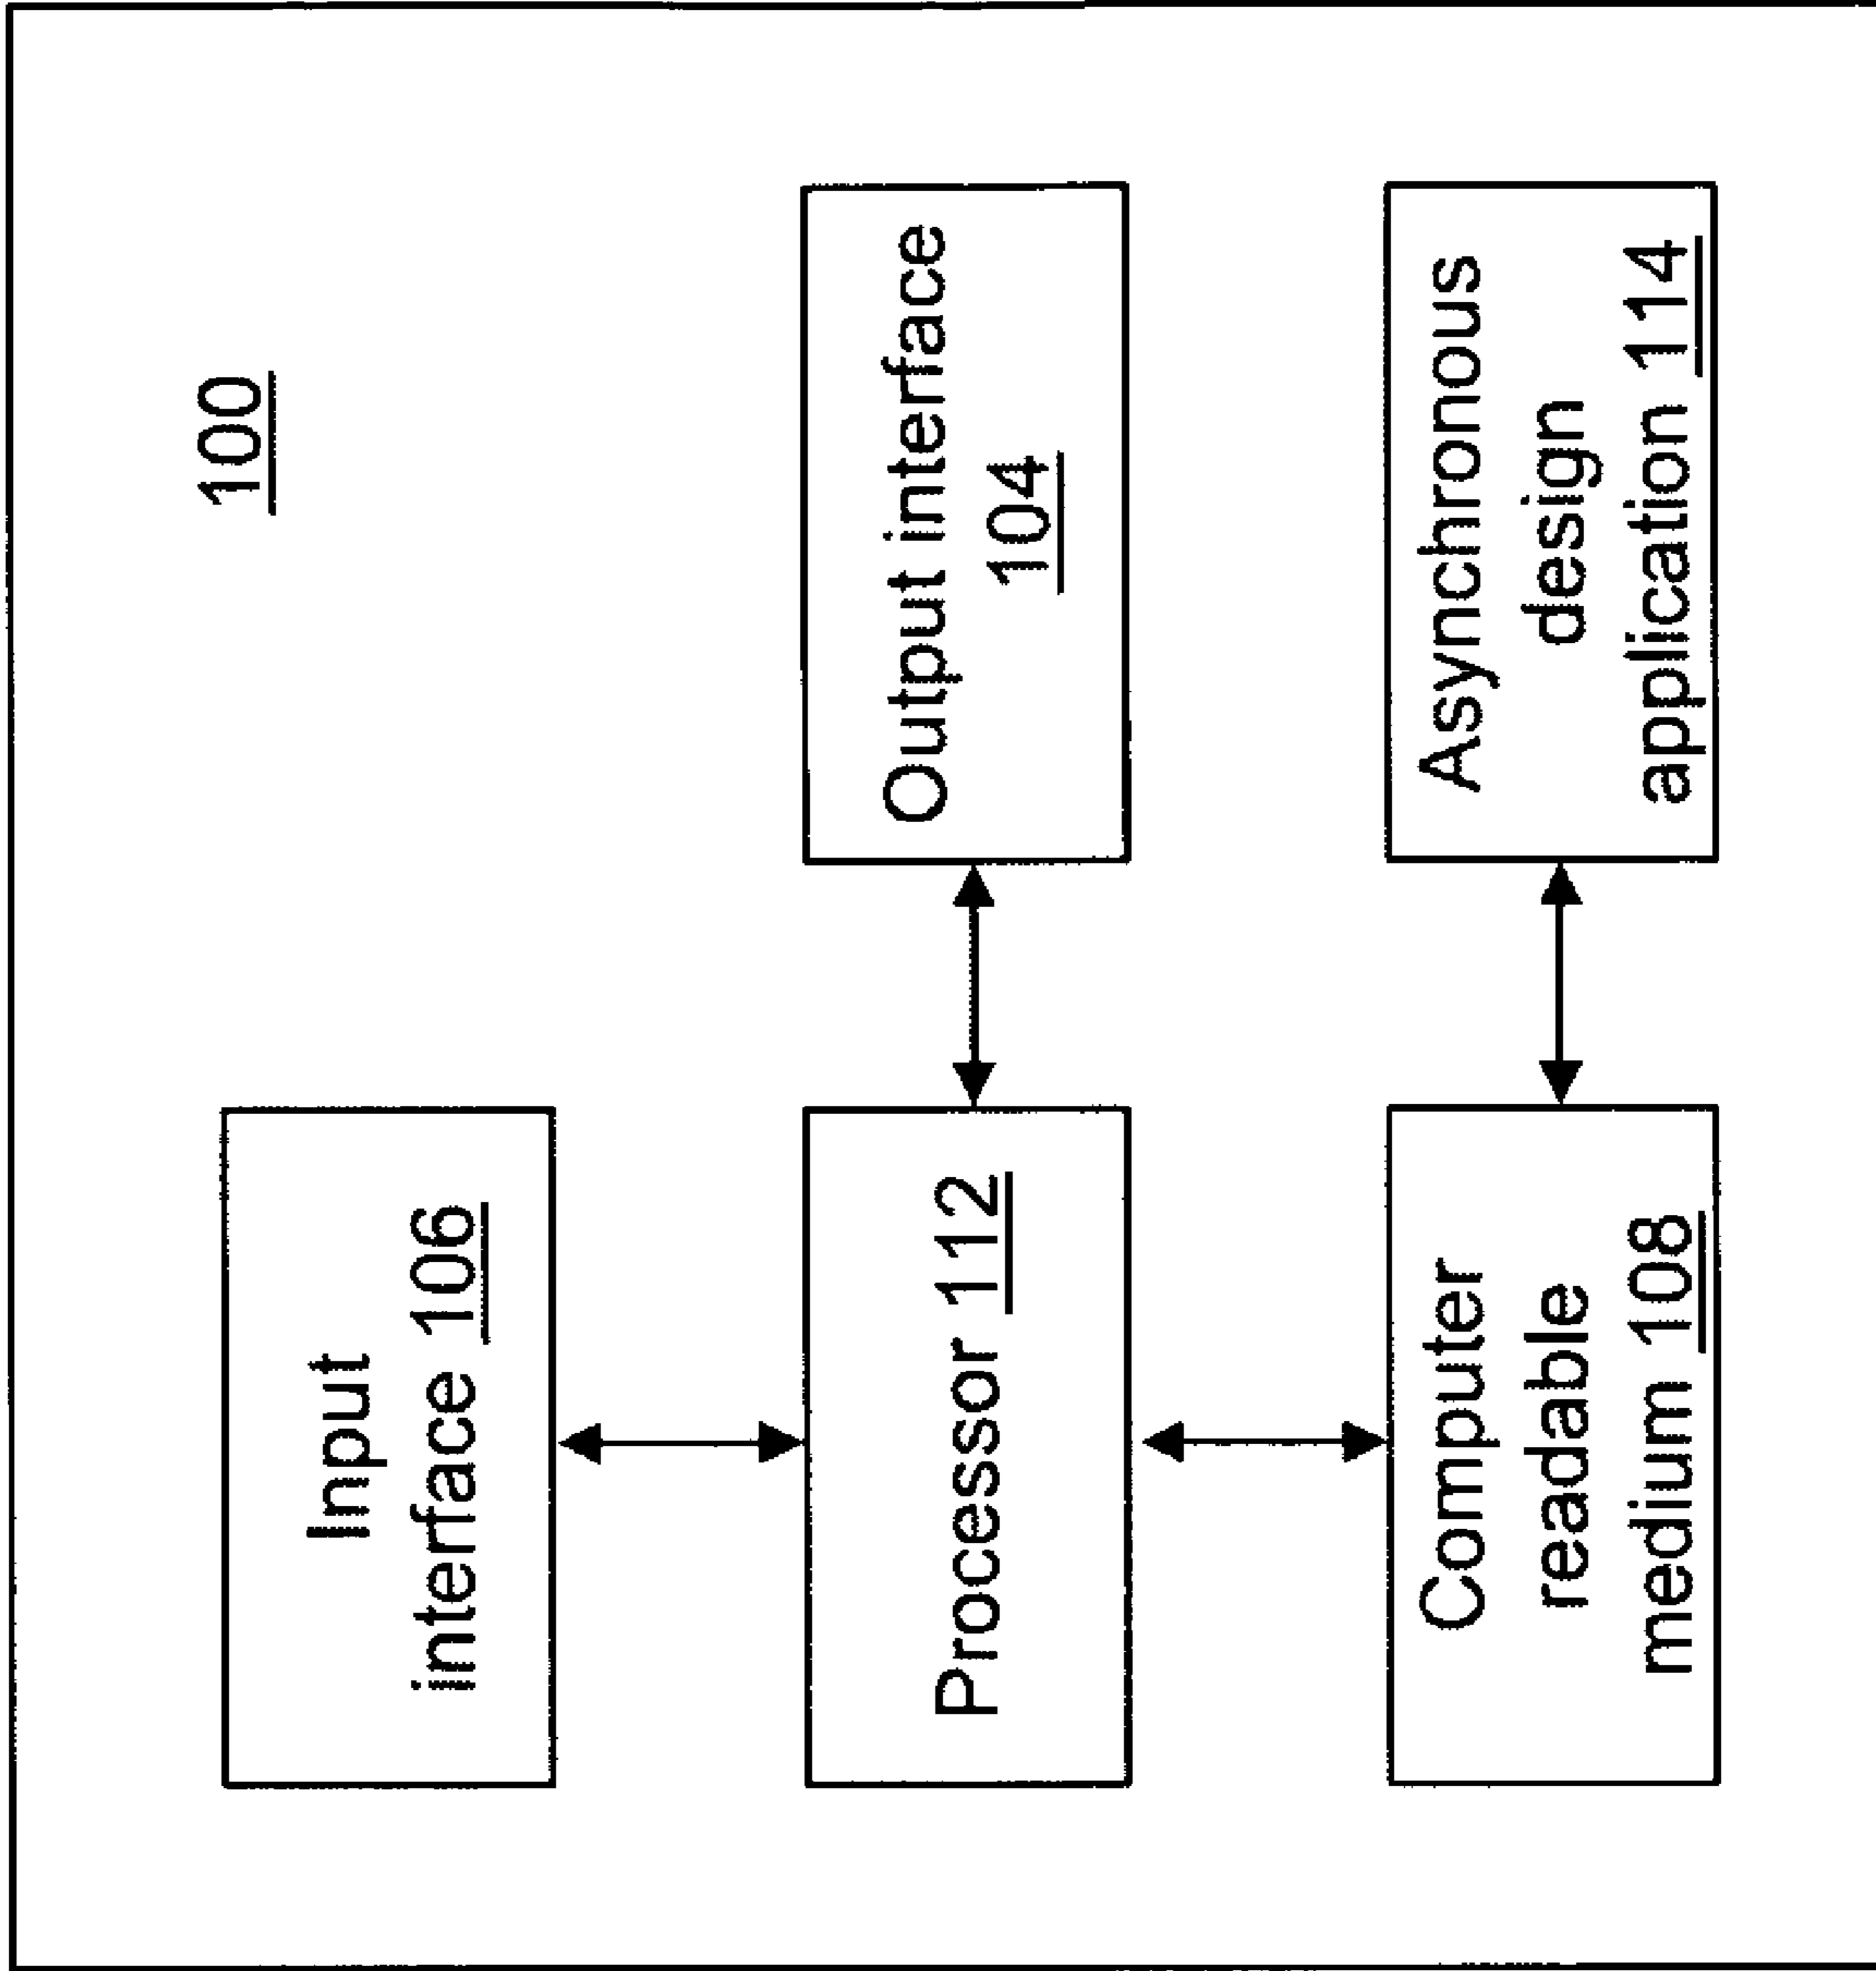 100
Input
interface 106
Processor 112
Output interface
104
Computer
readable
medium 108
Asynchronous
design
application 114